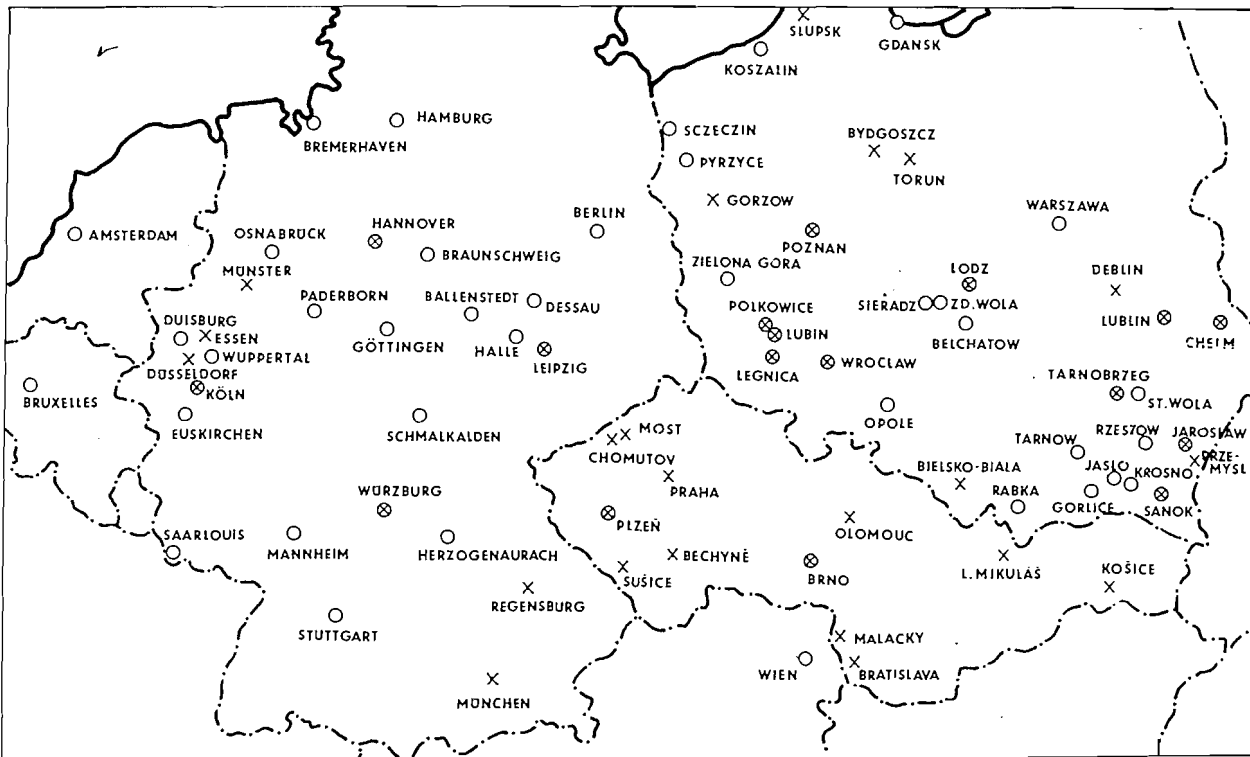 SLUPSK
GDANSK
KOSZALIN
HAMBURG
BREMERHAVEN
SCZECZIN
BYDGOSZCZ
PYRZYCE
TORUN
GORZOW
BERLIN
WARSZAWA
AMSTERDAM
OSNABRÜCK
HANNOVER
BRAUNSCHWEIG
POZNAN
MÜNSTER
ZIELONA GÓRA
LODZ
DEBLIN
PADERBORN
BALLENSTEDT
DESSAU
POLKOWICE
SIERADZ
ZD.WOLA
DUISBURG
ESSEN
GÖTTINGEN
HALLE
LUBIN
BELCHATOW
LUBLIN
CHEIM
WUPPERTAL
DÜSSELDORF
LEIPZIG
LEGNICA
WROCLAW
TARNOBRZEG
BRUXELLES
KÖLN
ST.WOLA
EUSKIRCHEN
SCHMALKALDEN
MOST
OPOLE
CHOMUTOV
TARNOW
RZESZOW
JAROSŁAW
PRZE-
MYSL
BIELSKO-BIALA
JASLO
KROSNO
PRAHA
WÜRZBURG
RABKA
GORLICE
SANOK
PLZEŇ
SAARLOUIS
MANNHEIM
HERZOGENAURACH
OLOMOUC
BECHYNĚ
SUŠICE
BRNO
L.MIKULÁŠ
KOŠICE
REGENSBURG
STUTTGART
MALACKY
WIEN
BRATISLAVA
MÜNCHEN